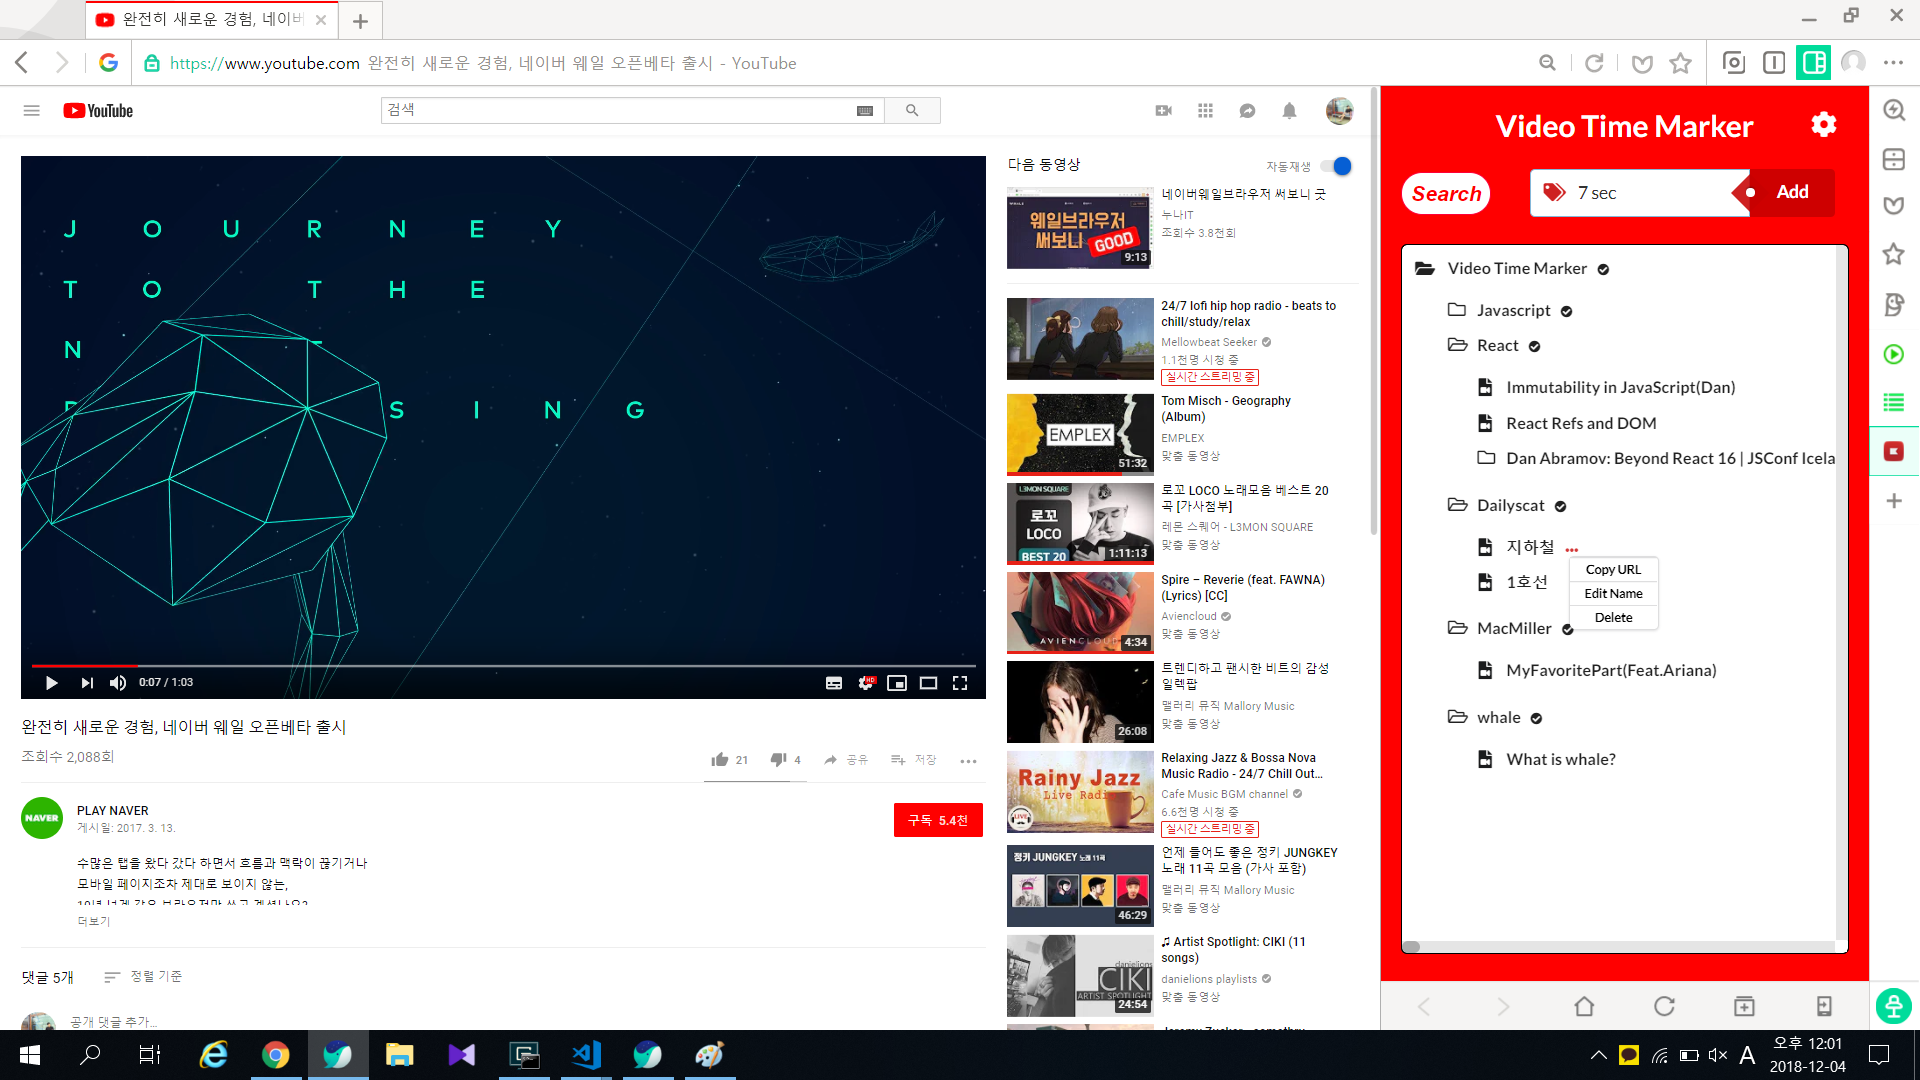 완전히 새로운 경험, 네이버
https://www.youtube.com 완전히 새로운 경험, 네이버 웨일 오픈베타 출시 - YouTube
YouTube
검색
J O U R N E Y
T O T H E
N
S I N G
0:07 / 1:03
HD
완전히 새로운 경험, 네이버 웨일 오픈베타 출시
조회수 2,088회
21
4
공유
저장
NAVER
PLAY NAVER
게시일: 2017. 3. 13.
구독 5.4천
수많은 탭을 왔다 갔다 하면서 흐름과 맥락이 끊기거나
모바일 페이지조차 제대로 보이지 않는,
더보기
댓글 5개
정렬 기준
공개 댓글 추가...
다음 동영상
자동재생
웨일브라우저
써보니
GOOD
9:13
네이버웨일브라우저 써보니 굿
누나IT
조회수 3.8천회
24/7 lofi hip hop radio - beats to
chill/study/relax
Mellowbeat Seeker
1.1천명 시청 중
실시간 스트리밍 중
EMPLEX
51:32
Tom Misch - Geography
(Album)
EMPLEX
맞춤 동영상
L3MON SQUARE
로꼬
LOCO
BEST 20
1:11:13
로꼬 LOCO 노래모음 베스트 20
곡 [가사첨부]
레몬 스퀘어 - L3MON SQUARE
맞춤 동영상
AVIENCLOUD
4:34
Spire – Reverie (feat. FAWNA)
(Lyrics) [CC]
Aviencloud
맞춤 동영상
26:08
트렌디하고 팬시한 비트의 감성
일렉팝
맬러리 뮤직 Mallory Music
맞춤 동영상
Rainy Jazz
Live Radio
LIVE
Relaxing Jazz & Bossa Nova
Music Radio - 24/7 Chill Out...
Cafe Music BGM channel
6.6천명 시청 중
실시간 스트리밍 중
정키 JUNGKEY 노래 11곡
46:29
언제 들어도 좋은 정키 JUNGKEY
노래 11곡 모음 (가사 포함)
맬러리 뮤직 Mallory Music
맞춤 동영상
danielions
CIKI
ARTIST SPOTLIGHT
24:54
♫ Artist Spotlight: CIKI (11
songs)
danielions playlists
맞춤 동영상
Video Time Marker
Search
7 sec
Add
Video Time Marker
Javascript
React
Immutability in JavaScript(Dan)
React Refs and DOM
Dan Abramov: Beyond React 16 | JSConf Icela
Dailyscat
지하철
1호선
Copy URL
Edit Name
Delete
MacMiller
MyFavoritePart(Feat.Ariana)
whale
What is whale?
A
오후 12:01
2018-12-04